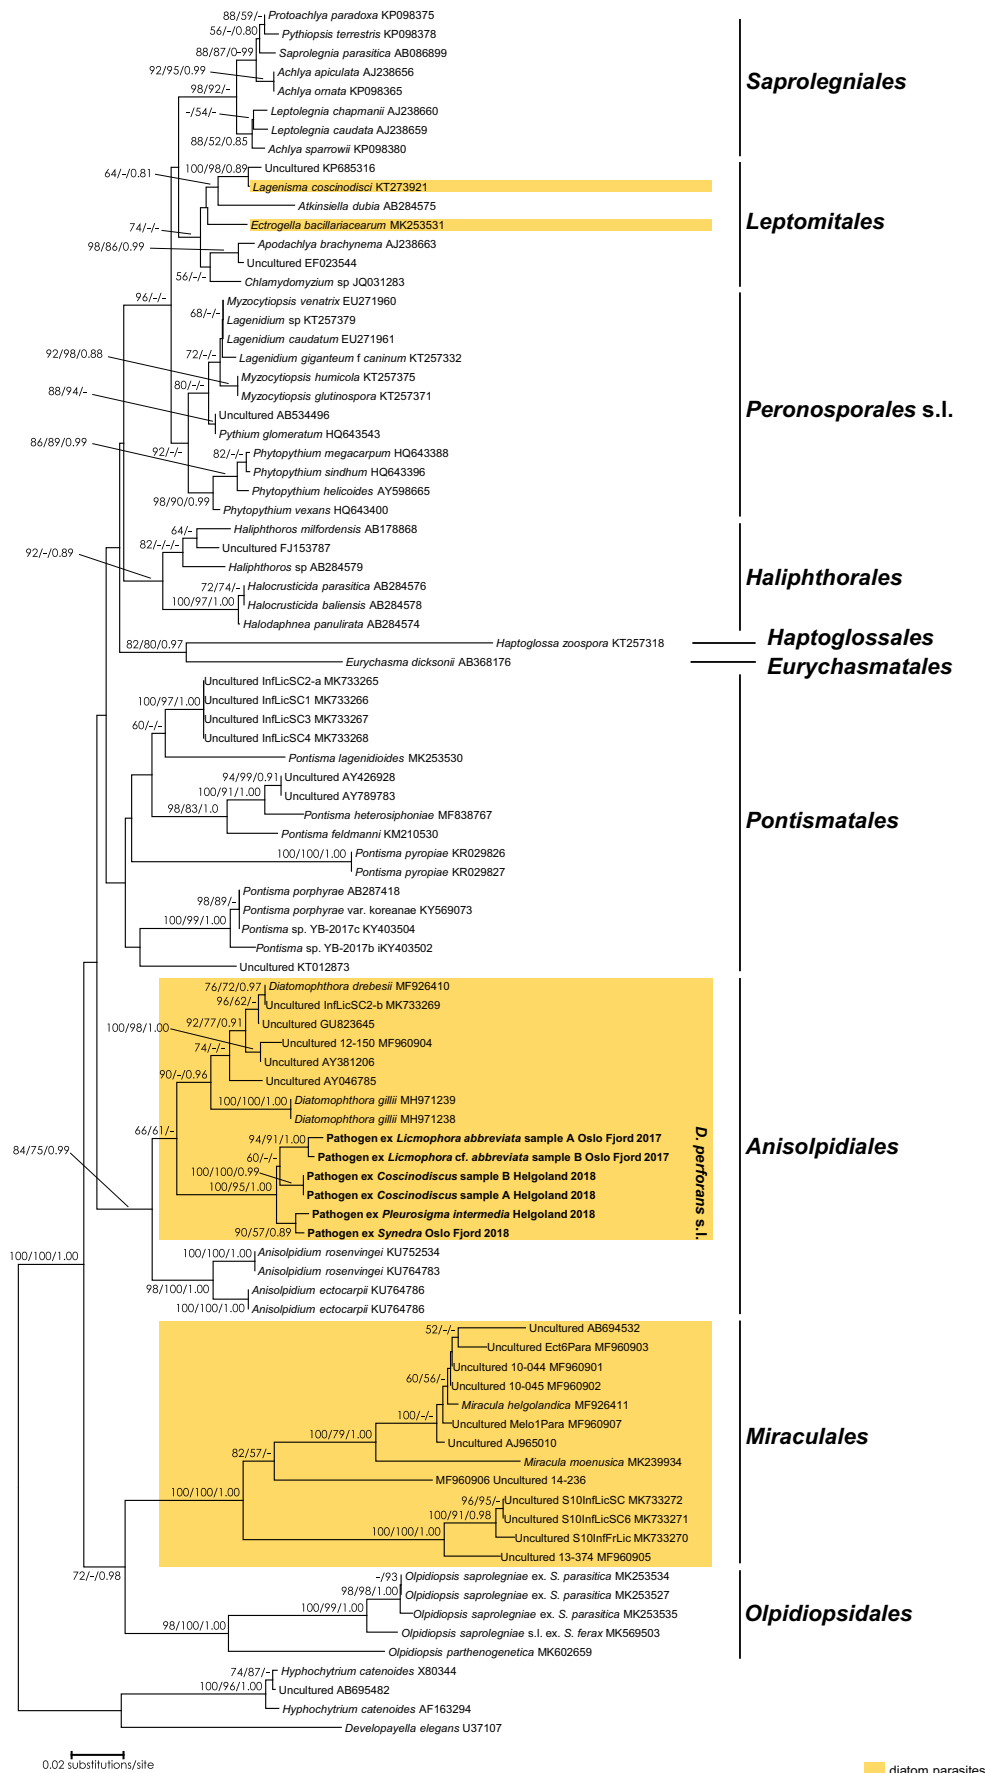 88/59/-
Protoachlya paradoxa KP098375
56/-/0.80
Pythiopsis terrestris KP098378
88/87/0-99
Saprolegnia parasitica AB086899
92/95/0.99
Achlya apiculata AJ238656
98/92/-
Achlya ornata KP098365
Saprolegniales
-/54/-
Leptolegnia chapmanii AJ238660
Leptolegnia caudata AJ238659
88/52/0.85
Achlya sparrowii KP098380
100/98/0.89
Uncultured KP685316
64/-/0.81
Lagenisma coscinodisci KT273921
Atkinsiella dubia AB284575
74/-/-
Ectrogella bacillariacearum MK253531
Leptomitales
98/86/0.99
Apodachlya brachynema AJ238663
Uncultured EF023544
56/-/-
Chlamydomyzium sp JQ031283
96/-/-
Myzocytiopsis venatrix EU271960
68/-/-
Lagenidium sp KT257379
Lagenidium caudatum EU271961
92/98/0.88
72/-/-
Lagenidium giganteum f caninum KT257332
Myzocytiopsis humicola KT257375
88/94/-
80/-/-
Myzocytiopsis glutinospora KT257371
Peronosporales s.l.
Uncultured AB534496
Pythium glomeratum HQ643543
86/89/0.99
92/-/-
82/-/-
Phytopythium megacarpum HQ643388
Phytopythium sindhum HQ643396
Phytopythium helicoides AY598665
98/90/0.99
Phytopythium vexans HQ643400
64/-
Haliphthoros milfordensis AB178868
92/-/0.89
82/-/-/-
Uncultured FJ153787
Haliphthoros sp AB284579
Haliphthorales
72/74/-
Halocrusticida parasitica AB284576
100/97/1.00
Halocrusticida baliensis AB284578
Halodaphnea panulirata AB284574
82/80/0.97
Haptoglossa zoospora KT257318
Haptoglossales
Eurychasma dicksonii AB368176
Eurychasmatales
Uncultured InfLicSC2-a MK733265
100/97/1.00
Uncultured InfLicSC1 MK733266
60/-/-
Uncultured InfLicSC3 MK733267
Uncultured InfLicSC4 MK733268
Pontisma lagenidioides MK253530
94/99/0.91
Uncultured AY426928
100/91/1.00
Uncultured AY789783
98/83/1.0
Pontisma heterosiphoniae MF838767
Pontisma feldmanni KM210530
Pontismatales
100/100/1.00
Pontisma pyropiae KR029826
Pontisma pyropiae KR029827
98/89/-
Pontisma porphyrae AB287418
Pontisma porphyrae var. koreanae KY569073
100/99/1.00
Pontisma sp. YB-2017c KY403504
Pontisma sp. YB-2017b iKY403502
Uncultured KT012873
76/72/0.97
Diatomophthora drebesii MF926410
96/62/-
Uncultured InfLicSC2-b MK733269
92/77/0.91
Uncultured GU823645
100/98/1.00
Uncultured 12-150 MF960904
74/-/-
Uncultured AY381206
90/-/0.96
Uncultured AY046785
100/100/1.00
Diatomophthora gillii MH971239
Diatomophthora gillii MH971238
66/61/-
94/91/1.00
Pathogen ex Licmophora abbreviata sample A Oslo Fjord 2017
84/75/0.99
60/-/-
Pathogen ex Licmophora cf. abbreviata sample B Oslo Fjord 2017
100/100/0.99
Pathogen ex Coscinodiscus sample B Helgoland 2018
100/95/1.00
Pathogen ex Coscinodiscus sample A Helgoland 2018
Pathogen ex Pleurosigma intermedia Helgoland 2018
90/57/0.89
Pathogen ex Synedra Oslo Fjord 2018
D. perforans s.l.
Anisolpidiales
100/100/1.00
100/100/1.00
Anisolpidium rosenvingei KU752534
Anisolpidium rosenvingei KU764783
98/100/1.00
Anisolpidium ectocarpii KU764786
100/100/1.00
Anisolpidium ectocarpii KU764786
52/-/-
Uncultured AB694532
Uncultured Ect6Para MF960903
Uncultured 10-044 MF960901
60/56/-
Uncultured 10-045 MF960902
Miracula helgolandica MF926411
100/-/-
Uncultured Melo1Para MF960907
100/79/1.00
Uncultured AJ965010
Miraculales
82/57/-
Miracula moenusica MK239934
MF960906 Uncultured 14-236
100/100/1.00
96/95/-
Uncultured S10InfLicSC MK733272
100/91/0.98
Uncultured S10InfLicSC6 MK733271
100/100/1.00
Uncultured S10InfFrLic MK733270
Uncultured 13-374 MF960905
72/-/0.98
-/93
Olpidiopsis saprolegniae ex. S. parasitica MK253534
98/98/1.00
Olpidiopsis saprolegniae ex. S. parasitica MK253527
100/99/1.00
Olpidiopsis saprolegniae ex. S. parasitica MK253535
Olpidiopsidales
98/100/1.00
Olpidiopsis saprolegniae s.l. ex. S. ferax MK569503
Olpidiopsis parthenogenetica MK602659
74/87/-
Hyphochytrium catenoides X80344
100/96/1.00
Uncultured AB695482
Hyphochytrium catenoides AF163294
Developayella elegans U37107
0.02 substitutions/site
diatom parasites